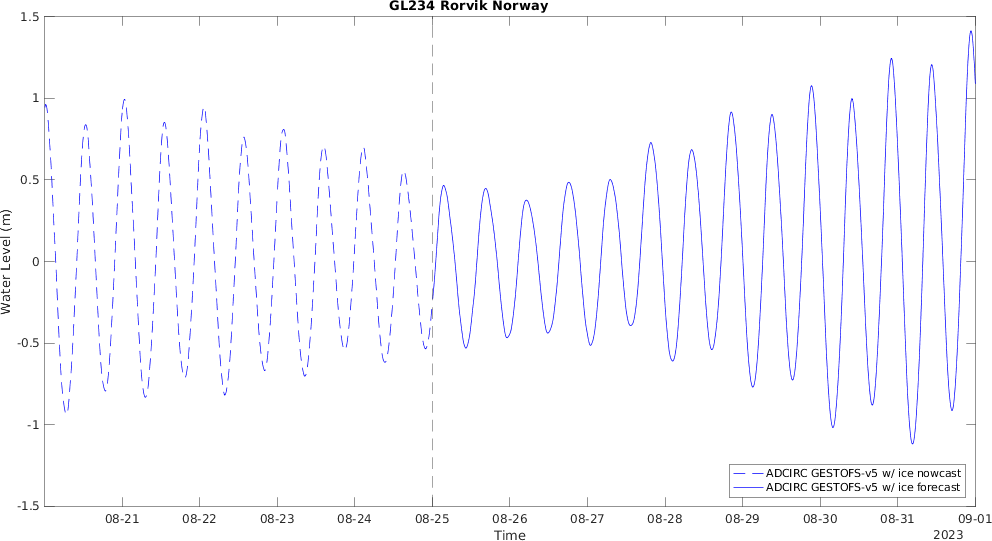 GL234 Rorvik Norway
Water Level (m)
1.5
1
0.5
0
-0.5
-1
-1.5
ADCIRC GESTOFS-v5 w/ ice nowcast
ADCIRC GESTOFS-v5 w/ ice forecast
08-21 08-22 08-23 08-24 08-25 08-26 08-27 08-28 08-29 08-30 08-31 09-01
Time
2023